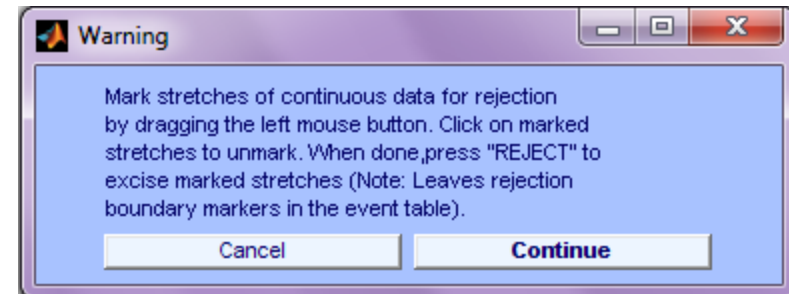 Warning
Mark stretches of continuous data for rejection
by dragging the left mouse button. Click on marked
stretches to unmark. When done,press "REJECT" to
excise marked stretches (Note: Leaves rejection
boundary markers in the event table).
Cancel
Continue